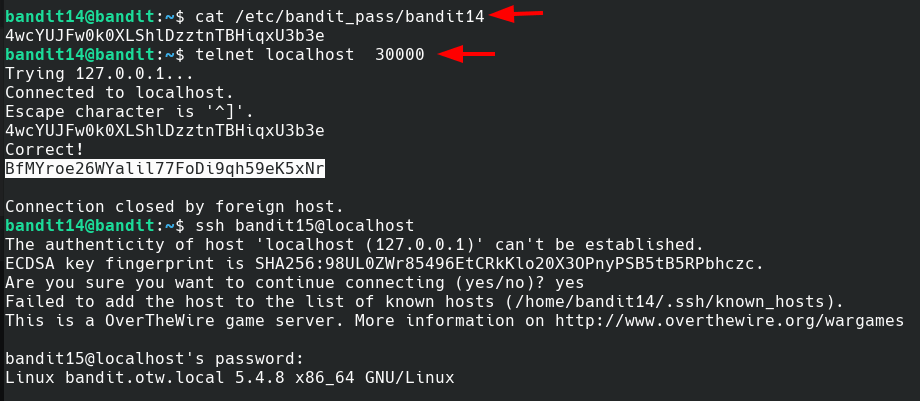 bandit14@bandit:~$ cat /etc/bandit_pass/bandit14
4wcYUJFw0k0XLShlDzztnTBHiqxU3b3e
bandit14@bandit:~$ telnet localhost  30000
Trying 127.0.0.1...
Connected to localhost.
Escape character is '^]'.
4wcYUJFw0k0XLShlDzztnTBHiqxU3b3e
Correct!
BfMYroe26WYalil77FoDi9qh59eK5xNr
Connection closed by foreign host.
bandit14@bandit:~$ ssh bandit15@localhost
The authenticity of host 'localhost (127.0.0.1)' can't be established.
ECDSA key fingerprint is SHA256:98UL0ZWr85496EtCRkKlo20X3OPnyPSB5tB5RPbhczc.
Are you sure you want to continue connecting (yes/no)? yes
Failed to add the host to the list of known hosts (/home/bandit14/.ssh/known_hosts).
This is a OverTheWire game server. More information on http://www.overthewire.org/wargames
bandit15@localhost's password:
Linux bandit.otw.local 5.4.8 x86_64 GNU/Linux